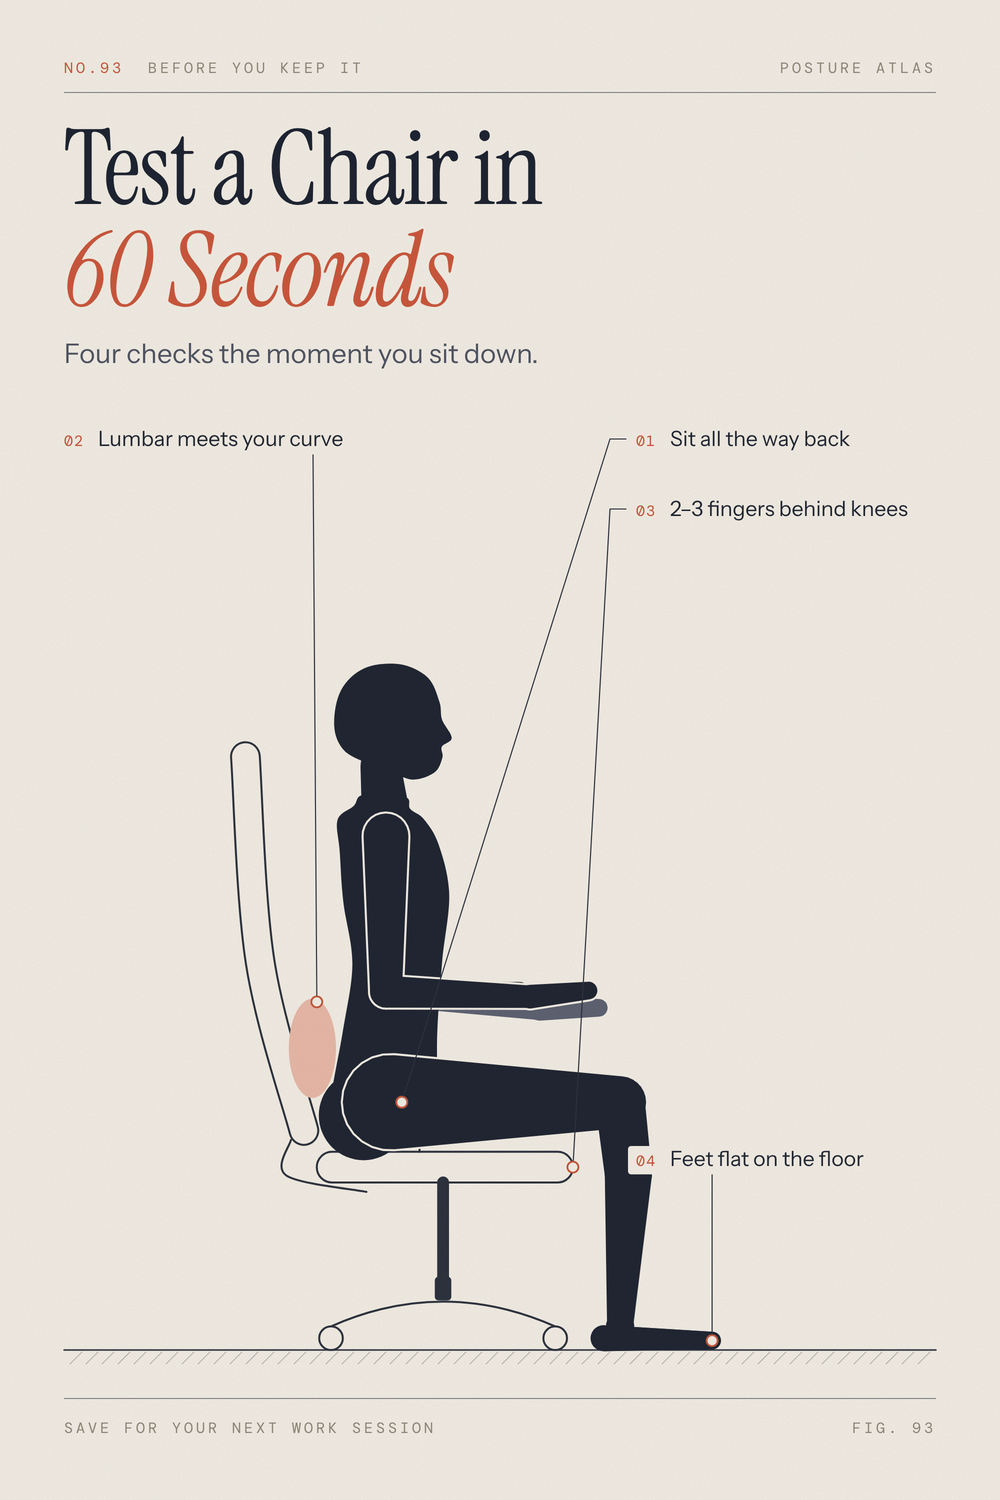 NO.93 BEFORE YOU KEEP IT
POSTURE ATLAS
Test a Chair in
60 Seconds
Four checks the moment you sit down.
02 Lumbar meets your curve
01 Sit all the way back
03 2–3 fingers behind knees
04 Feet flat on the floor
SAVE FOR YOUR NEXT WORK SESSION
FIG. 93